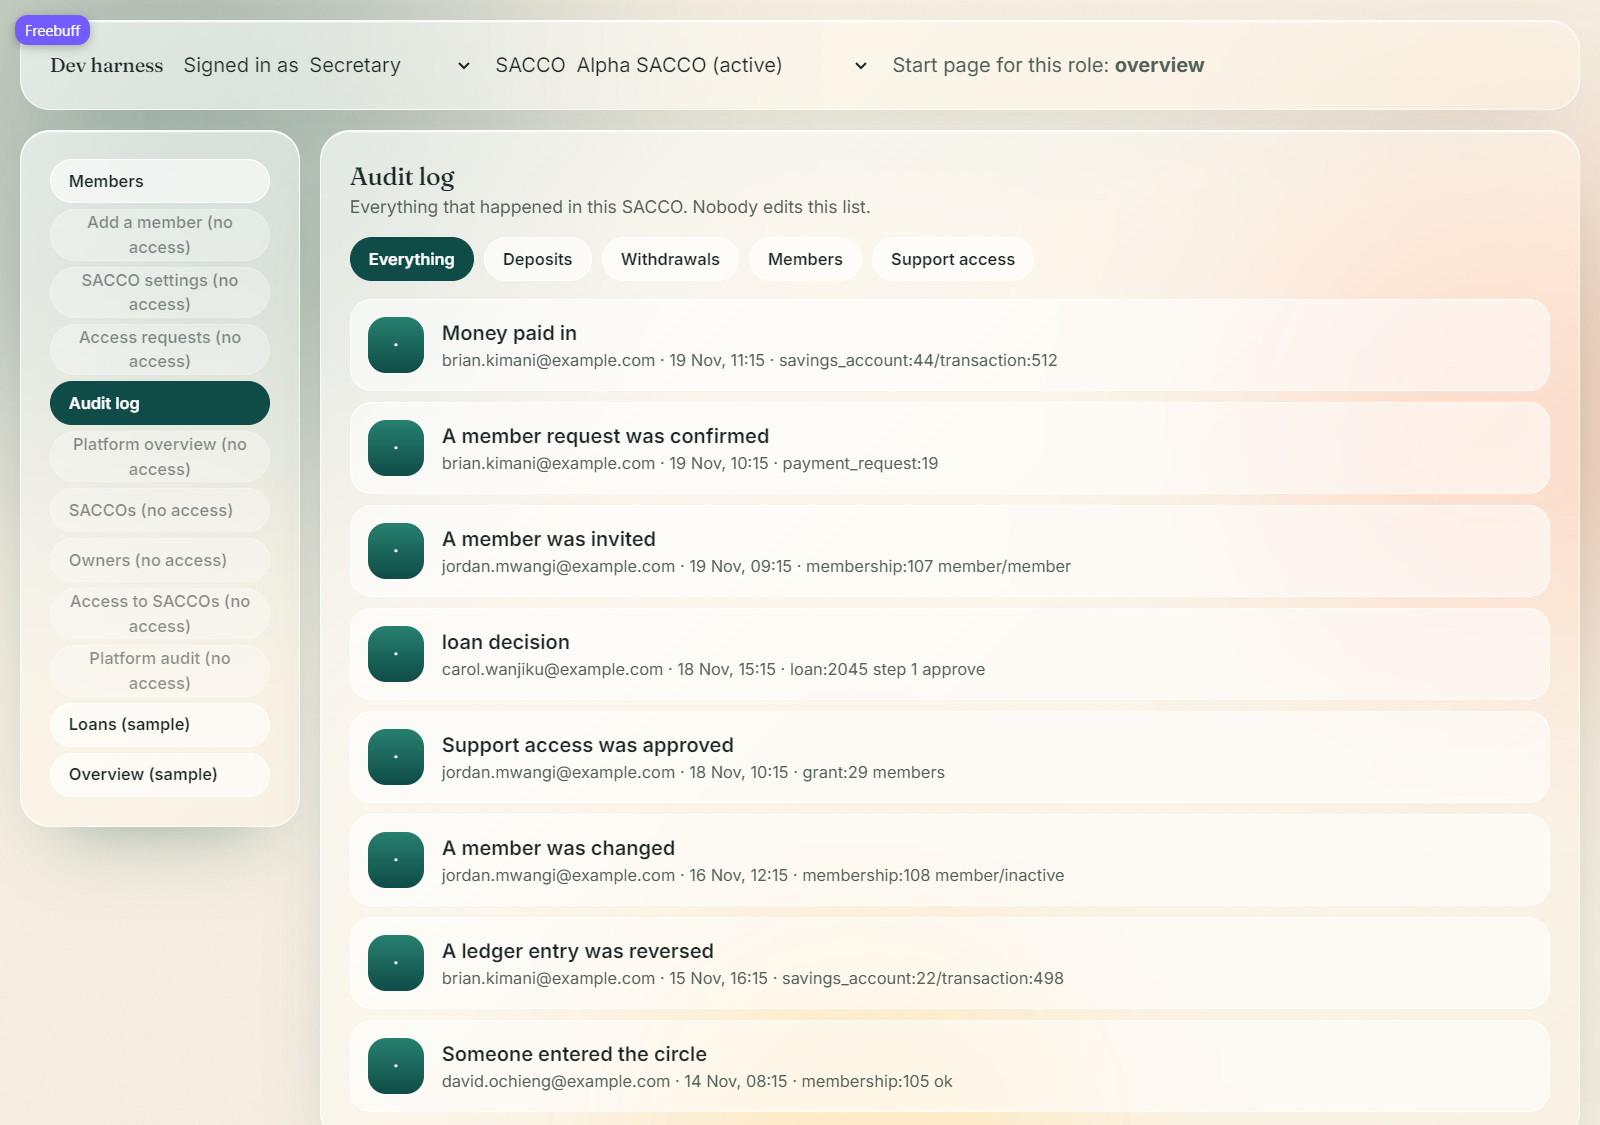 Freebuff
Dev harness Signed in as Secretary SACCO Alpha SACCO (active) Start page for this role: overview
Members
Add a member (no
access)
SACCO settings (no
access)
Access requests (no
access)
Audit log
Platform overview (no
access)
SACCOs (no access)
Owners (no access)
Access to SACCOs (no
access)
Platform audit (no
access)
Loans (sample)
Overview (sample)
Audit log
Everything that happened in this SACCO. Nobody edits this list.
Everything Deposits Withdrawals Members Support access
Money paid in
brian.kimani@example.com · 19 Nov, 11:15 · savings_account:44/transaction:512
A member request was confirmed
brian.kimani@example.com · 19 Nov, 10:15 · payment_request:19
A member was invited
jordan.mwangi@example.com · 19 Nov, 09:15 · membership:107 member/member
loan decision
carol.wanjiku@example.com · 18 Nov, 15:15 · loan:2045 step 1 approve
Support access was approved
jordan.mwangi@example.com · 18 Nov, 10:15 · grant:29 members
A member was changed
jordan.mwangi@example.com · 16 Nov, 12:15 · membership:108 member/inactive
A ledger entry was reversed
brian.kimani@example.com · 15 Nov, 16:15 · savings_account:22/transaction:498
Someone entered the circle
david.ochieng@example.com · 14 Nov, 08:15 · membership:105 ok